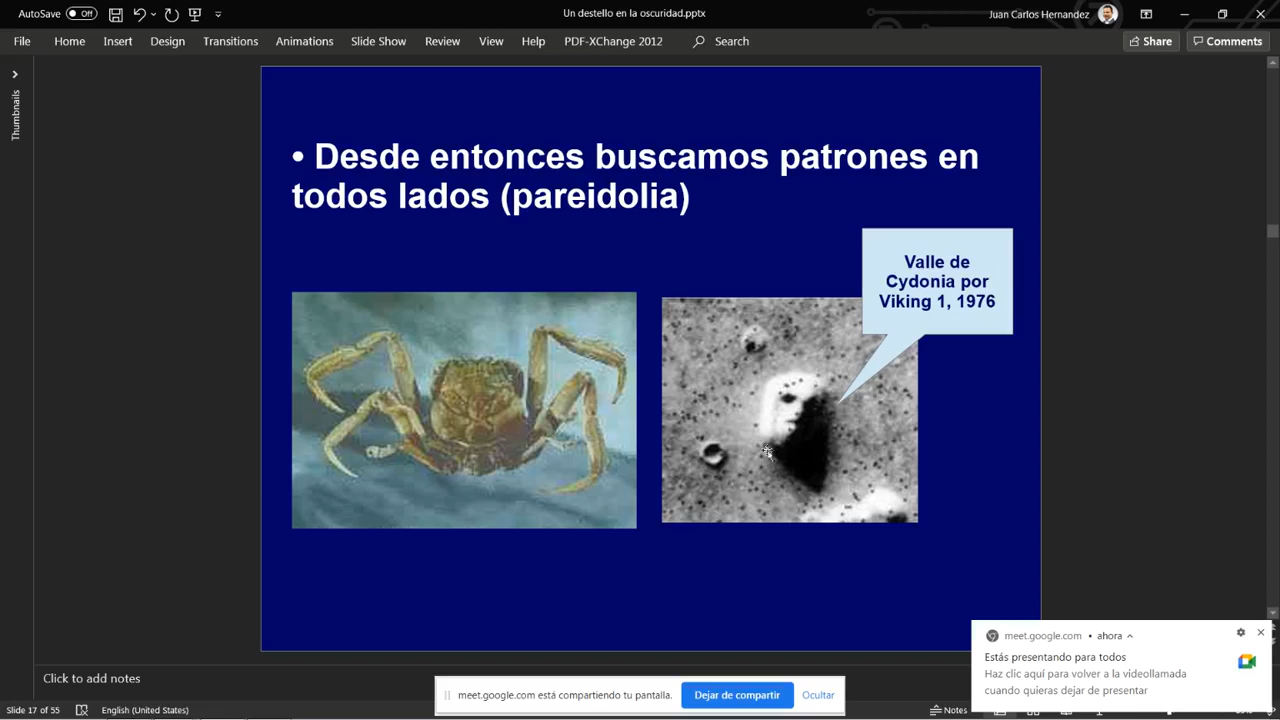 AutoSave Off
Un destello en la oscuridad.pptx
Juan Carlos Hernandez
File Home Insert Design Transitions Animations Slide Show Review View Help PDF-XChange 2012 Search Share Comments
Thumbnails
• Desde entonces buscamos patrones en
todos lados (pareidolia)
Valle de
Cydonia por
Viking 1, 1976
meet.google.com • ahora
Estás presentando para todos
Haz clic aquí para volver a la videollamada
cuando quieras dejar de presentar
Click to add notes
meet.google.com está compartiendo tu pantalla. Dejar de compartir Ocultar
Slide 17 of 55 English (United States) Notes